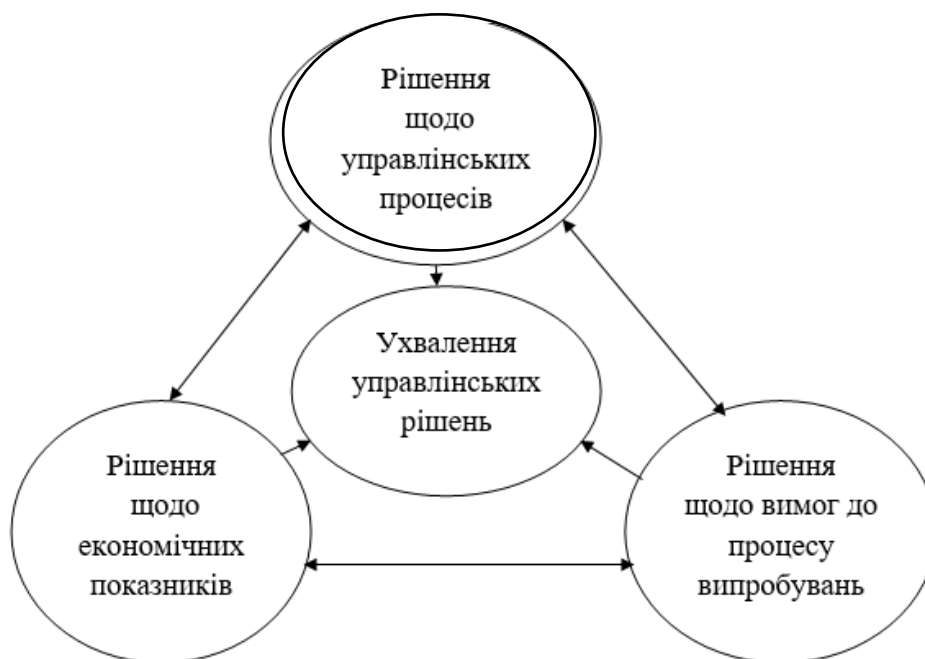 Рішення
щодо
управлінських
процесів
Ухвалення
управлінських
рішень
Рішення
щодо
економічних
показників
Рішення
щодо вимог до
процесу
випробувань